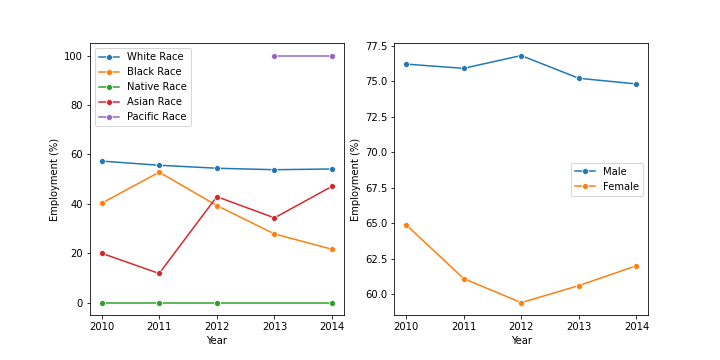 White Race
Black Race
Native Race
Asian Race
Pacific Race
100
80
60
40
20
0
Employment (%)
2010 2011 2012 2013 2014
Year
Male
Female
77.5
75.0
72.5
70.0
67.5
65.0
62.5
60.0
Employment (%)
2010 2011 2012 2013 2014
Year